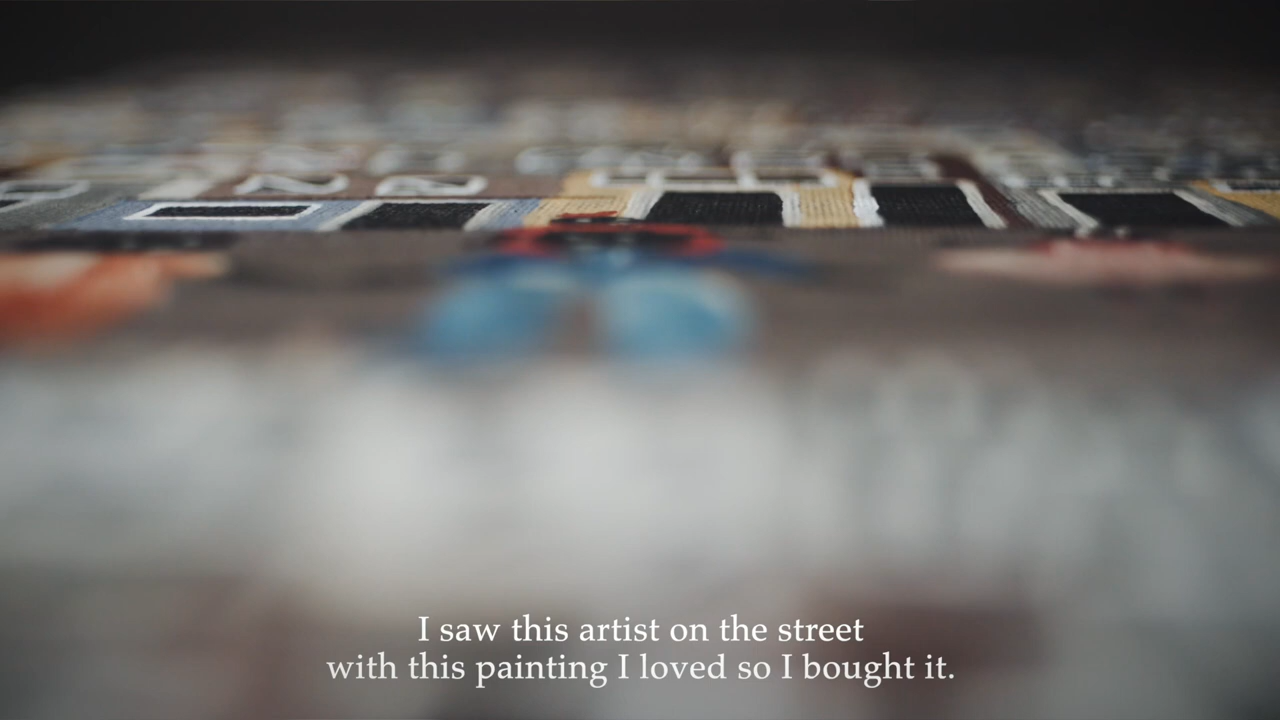 I saw this artist on the street
with this painting I loved so I bought it.